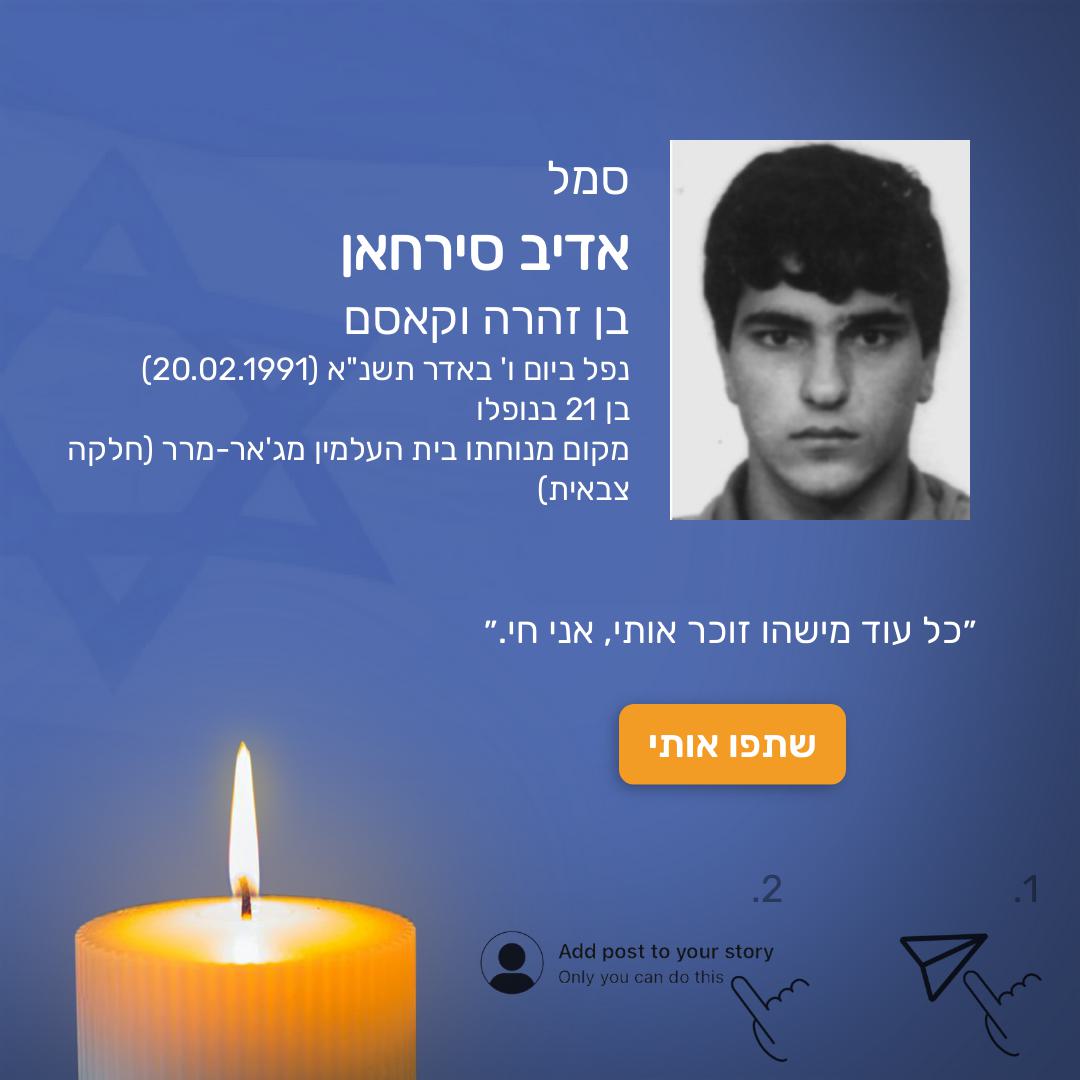 סמל
אדיב סירחאן
בן זהרה וקאסם
נפל ביום ו' באדר תשנ"א (20.02.1991)
בן 21 בנופלו
מקום מנוחתו בית העלמין מג'אר-מרר (חלקה
צבאית)
״כל עוד מישהו זוכר אותי, אני חי.״
שתפו אותי
.1
.2
Add post to your story
Only you can do this